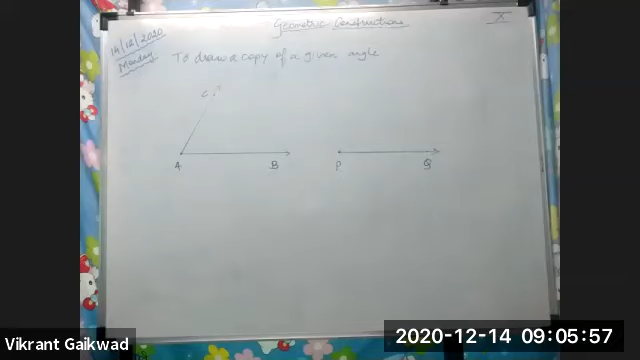 Geometric Constructions
X
14/12/2020
Monday
To draw a copy of a given angle
C
A
B
P
Q
Vikrant Gaikwad
2020-12-14 09:05:57